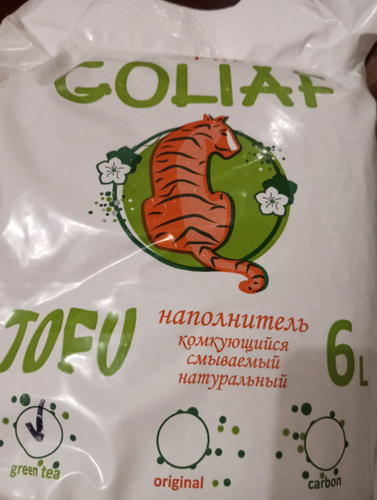 GOLIAF
TOFU
наполнитель
комкующийся
смываемый
натуральный
6L
green tea
original
carbon